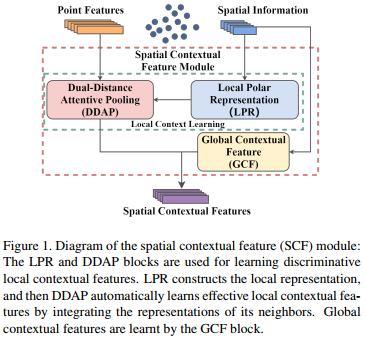 Point Features
Spatial Information
Spatial Contextual
Feature Module
Dual-Distance
Attentive Pooling
(DDAP)
Local Polar
Representation
(LPR)
Local Context Learning
Global Contextual
Feature
(GCF)
Spatial Contextual Features
Figure 1. Diagram of the spatial contextual feature (SCF) module:
The LPR and DDAP blocks are used for learning discriminative
local contextual features. LPR constructs the local representation,
and then DDAP automatically learns effective local contextual fea-
tures by integrating the representations of its neighbors. Global
contextual features are learnt by the GCF block.